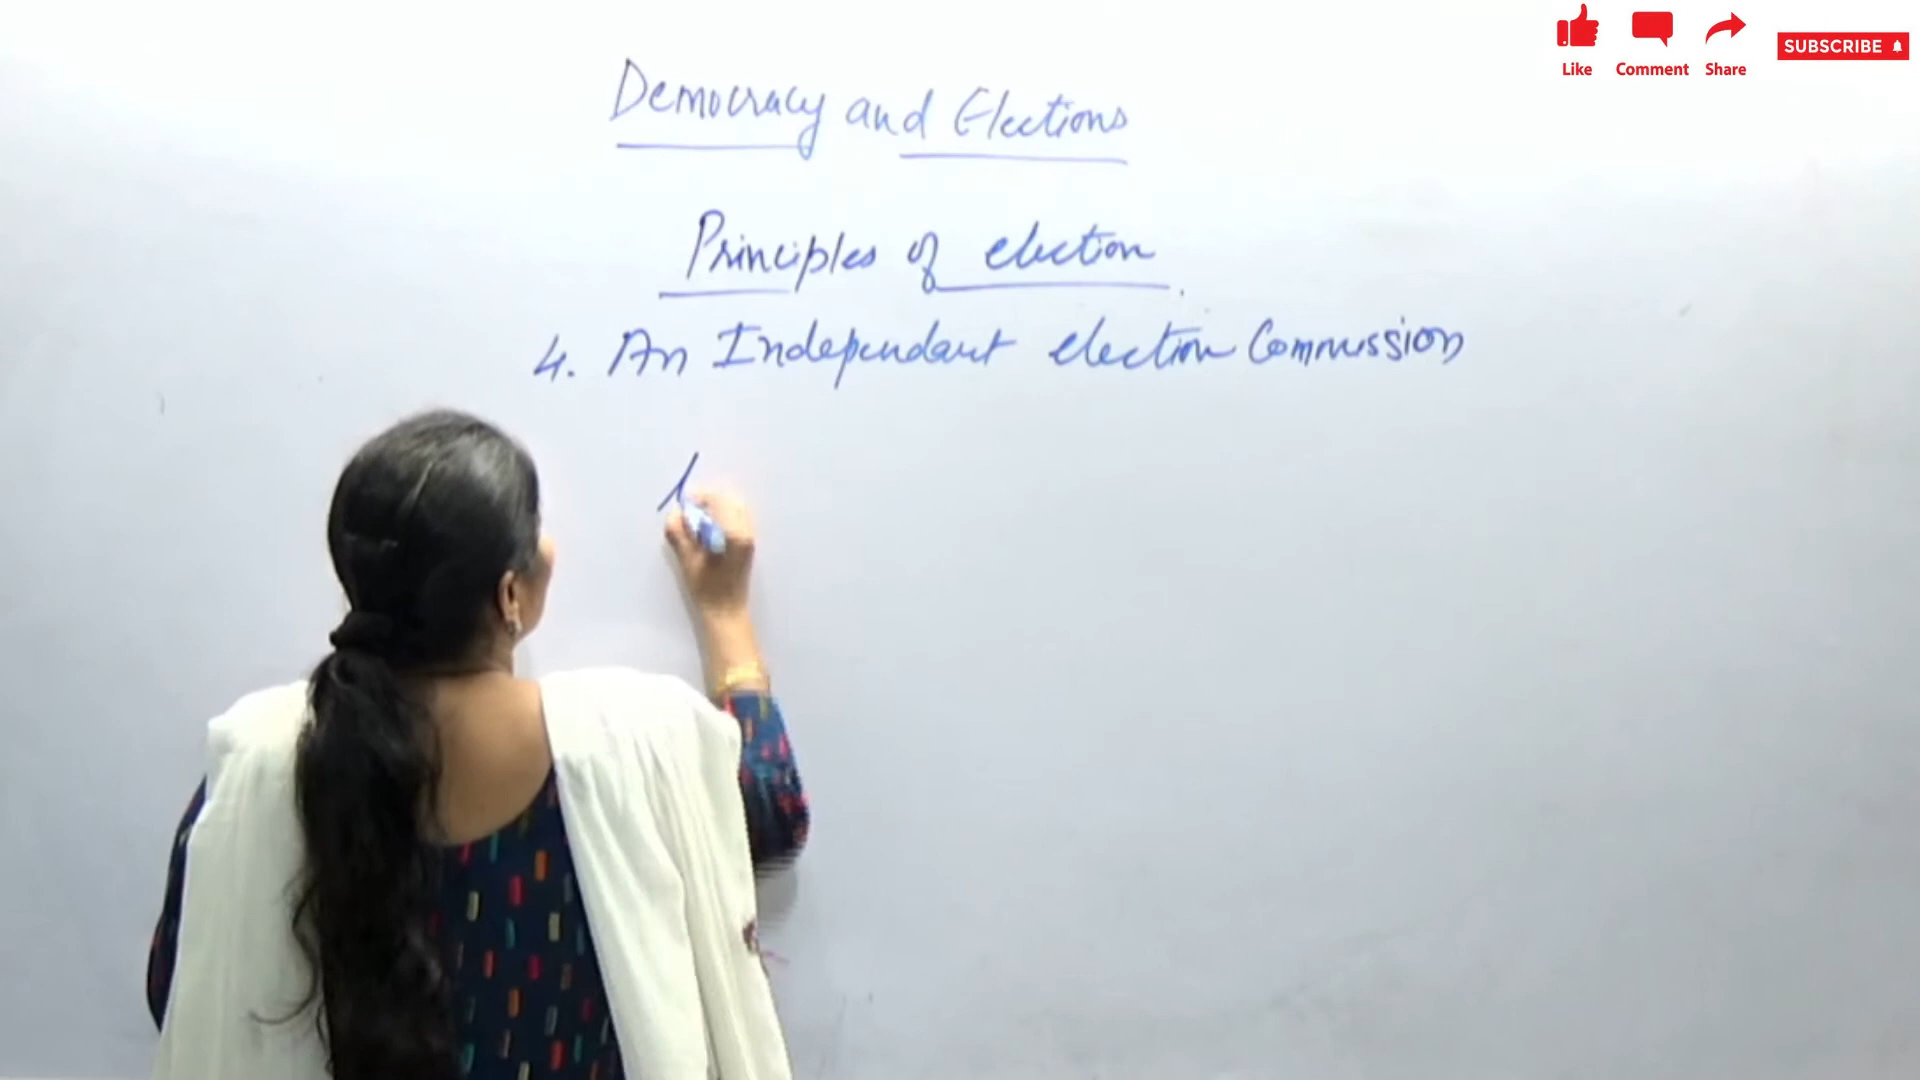 Like Comment Share SUBSCRIBE
Democracy and Elections
Principles of election
4. An Independant election Commission